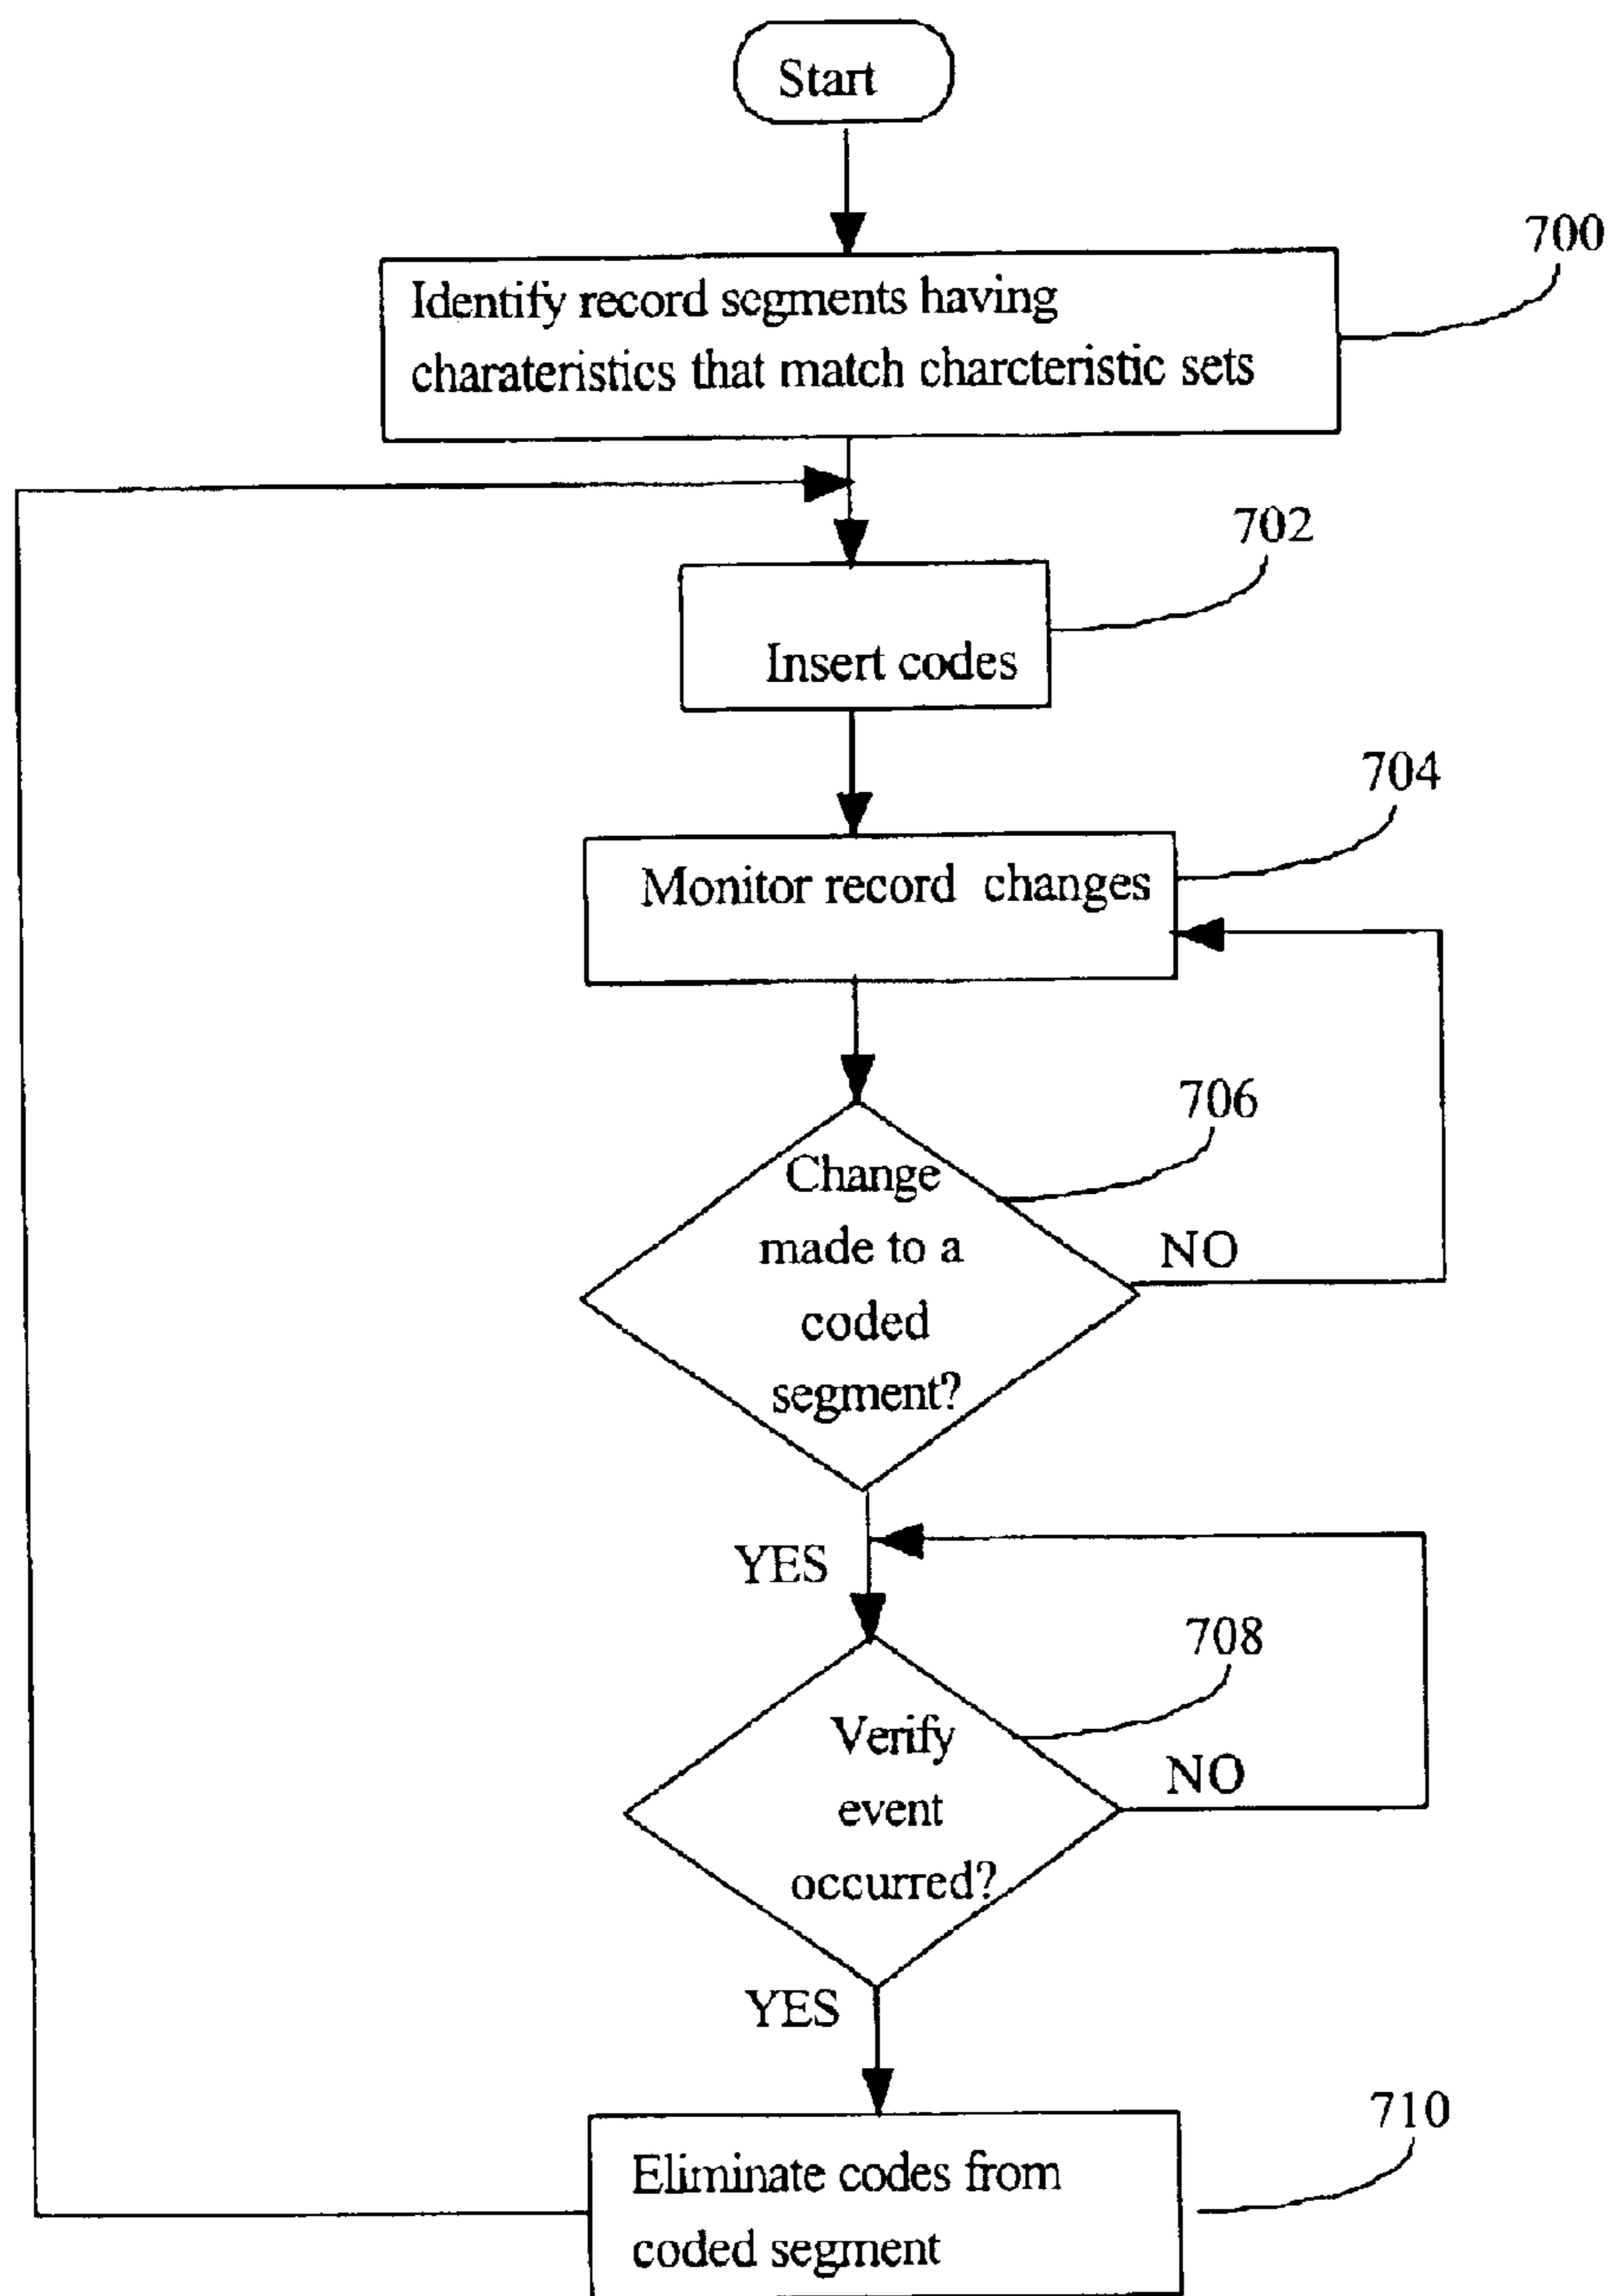 Start
700
Identify record segments having
charateristics that match charcteristic sets
702
Insert codes
704
Monitor record changes
706
Change
made to a
coded
segment?
NO
YES
708
Verify
event
occurred?
NO
YES
710
Eliminate codes from
coded segment